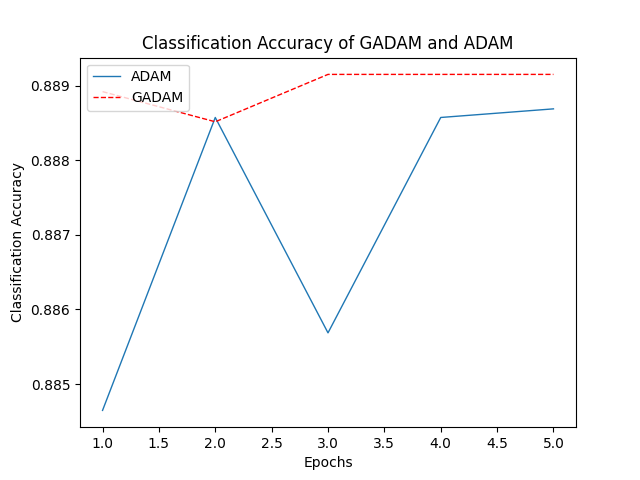 Classification Accuracy of GADAM and ADAM
ADAM
GADAM
0.889
0.888
0.887
0.886
0.885
Classification Accuracy
1.0 1.5 2.0 2.5 3.0 3.5 4.0 4.5 5.0
Epochs